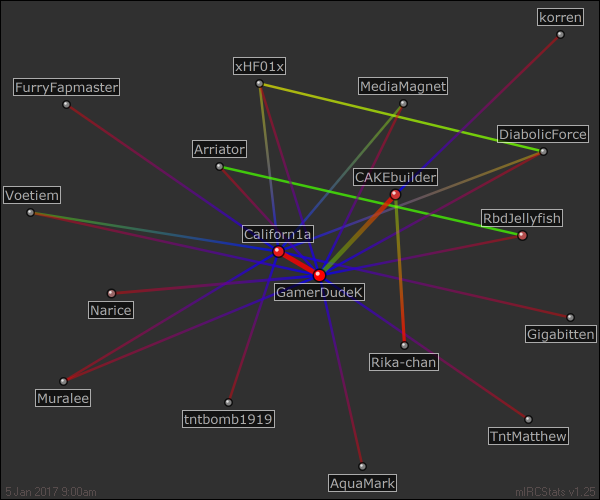 korren
xHF01x
FurryFapmaster
MediaMagnet
DiabolicForce
Arriator
CAKEbuilder
Voetiem
RbdJellyfish
Californ1a
GamerDudeK
Narice
Gigabitten
Rika-chan
Muralee
tntbomb1919
TntMatthew
AquaMark
5 Jan 2017 9:00am
mIRCStats v1.25